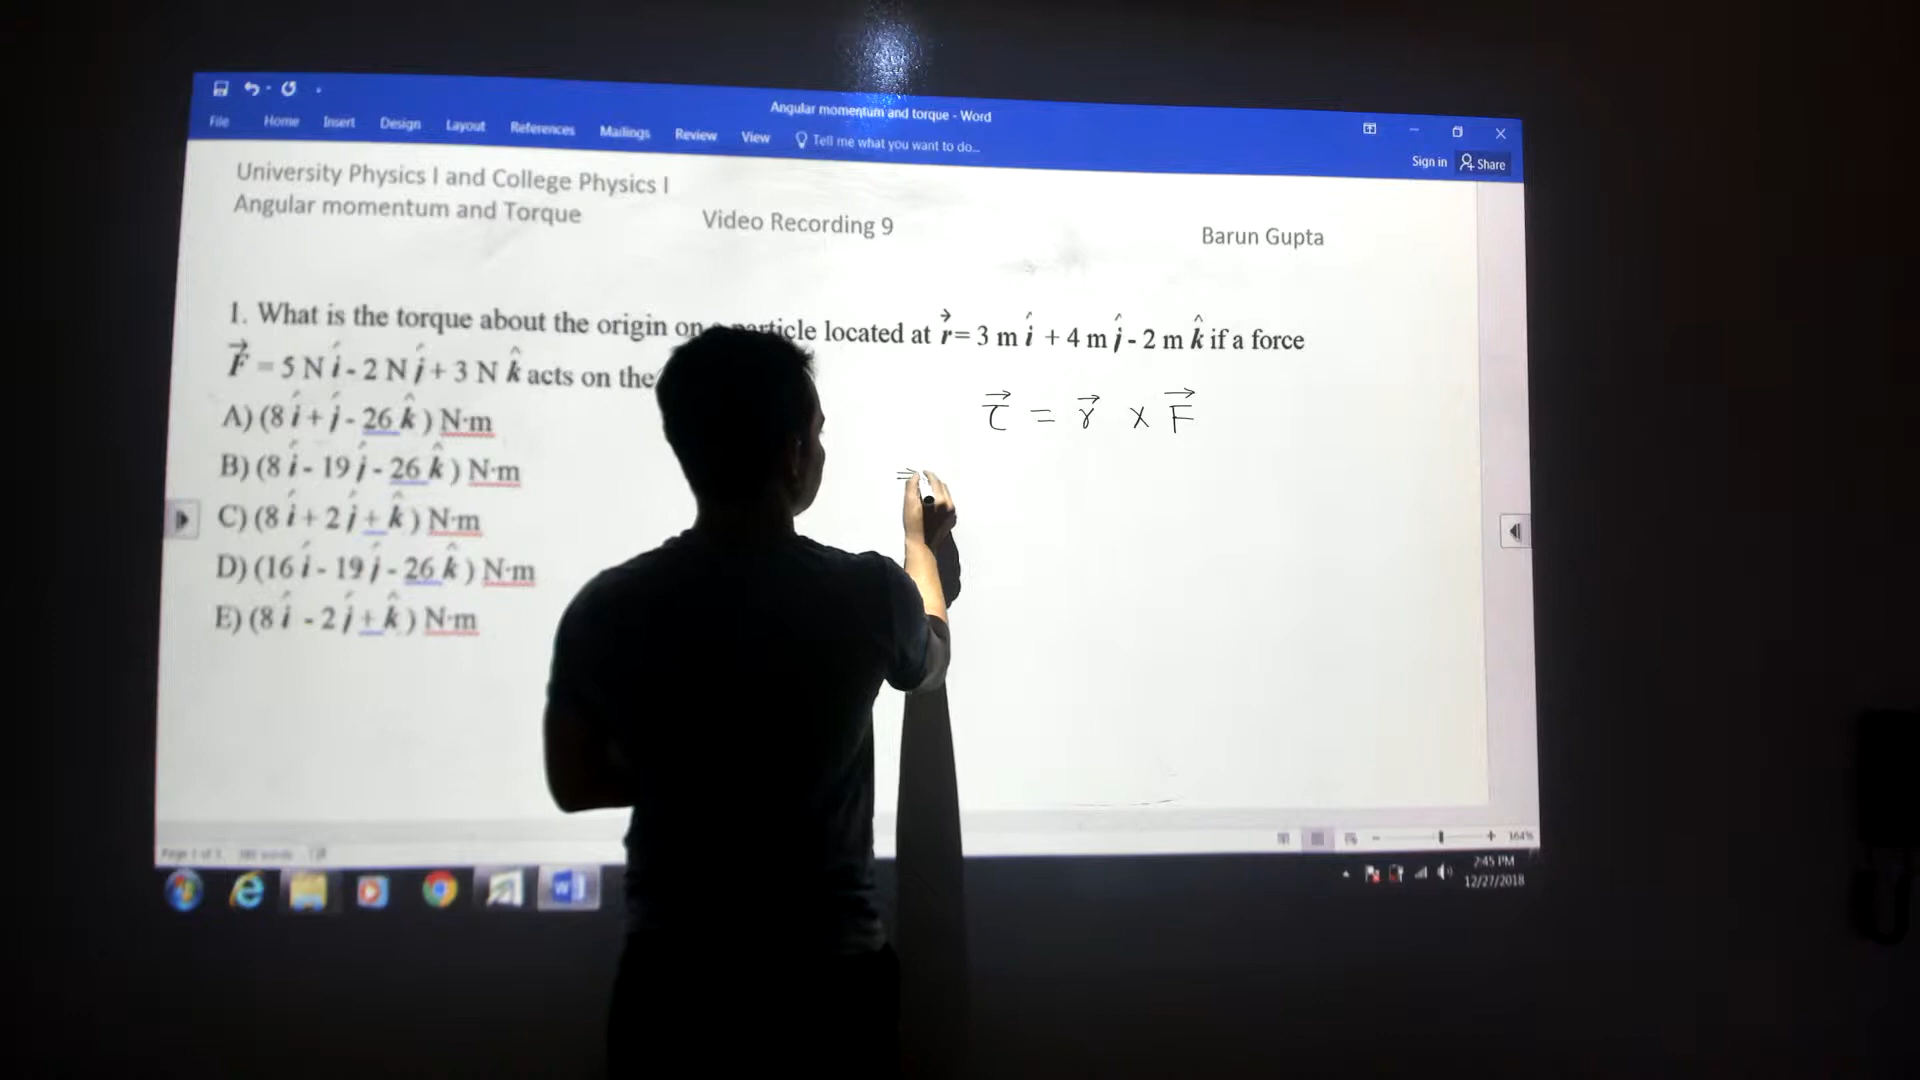 Angular momentum and torque - Word
File Home Insert Design Layout References Mailings Review View Tell me what you want to do... Sign in Share
University Physics I and College Physics I
Angular momentum and Torque Video Recording 9 Barun Gupta
1. What is the torque about the origin on particle located at r⃗= 3 m î + 4 m ĵ - 2 m k̂ if a force
F⃗ = 5 N î - 2 N ĵ + 3 N k̂ acts on the
τ⃗ = r⃗ × F⃗
A) (8 î + ĵ - 26 k̂ ) N·m
B) (8 î - 19 ĵ - 26 k̂ ) N·m
C) (8 î + 2 ĵ + k̂ ) N·m
D) (16 î - 19 ĵ - 26 k̂ ) N·m
E) (8 î - 2 ĵ + k̂ ) N·m
164%
2:45 PM
12/27/2018